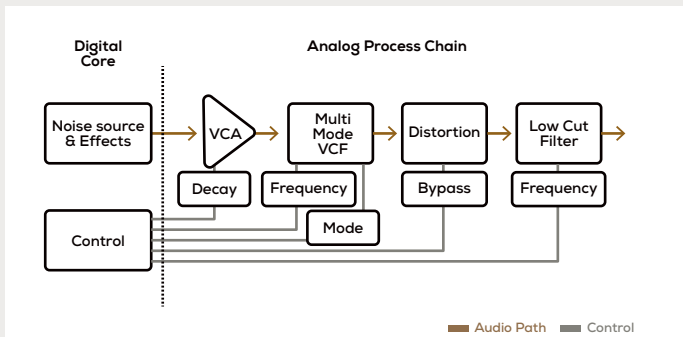 Digital
Core
Analog Process Chain
Noise source
& Effects
VCA
Multi
Mode
VCF
Distortion
Low Cut
Filter
Decay
Frequency
Bypass
Frequency
Mode
Control
Audio Path
Control